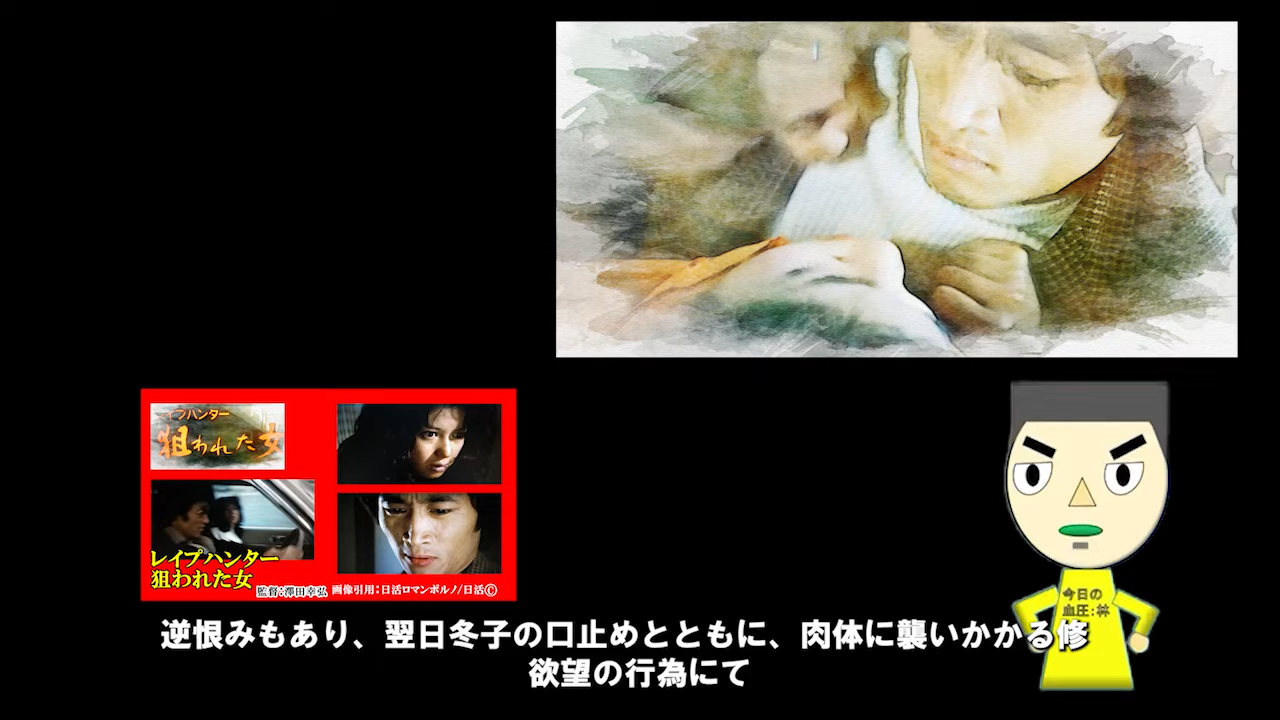 レイプハンター
狙われた女
レイプハンター
狙われた女
監督:澤田幸弘
画像引用:日活ロマンポルノ/日活Ⓒ
今日の
血圧:
逆恨みもあり、翌日冬子の口止めとともに、肉体に襲いかかる修
欲望の行為にて